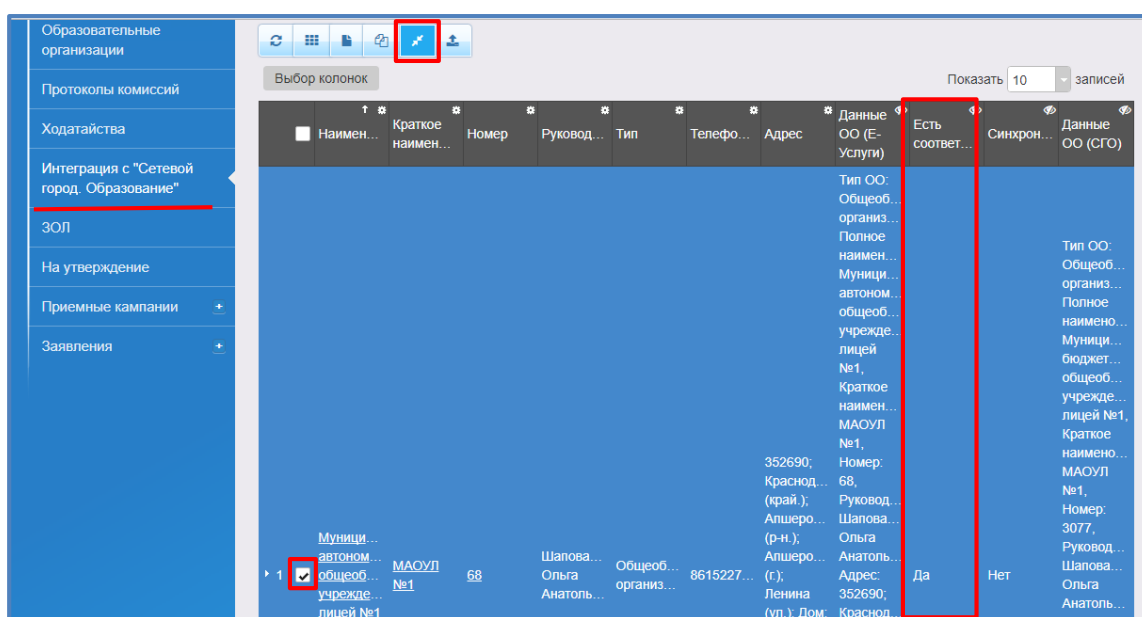 Образовательные
организации
Протоколы комиссий
Ходатайства
Интеграция с "Сетевой
город. Образование"
ЗОЛ
На утверждение
Приемные кампании
Заявления
Выбор колонок
Показать 10 записей
Наимен...
Краткое
наимен...
Номер
Руковод...
Тип
Телефо...
Адрес
Данные
ОО (Е-
Услуги)
Есть
соответ...
Синхрон...
Данные
ОО (СГО)
1
Муници...
автоном...
общеоб...
учрежде...
лицей №1
МАОУЛ
№1
68
Шапова...
Ольга
Анатоль...
Общеоб...
организ...
8615227...
352690;
Краснод...
(край.);
Апшеро...
(р-н.);
Апшеро...
(г.);
Ленина
(ул.); Дом:
Тип ОО:
Общеоб...
организ...
Полное
наимен...
Муници...
автоном...
общеоб...
учрежде...
лицей
№1,
Краткое
наимен...
МАОУЛ
№1,
Номер:
68,
Руковод...
Шапова...
Ольга
Анатоль...
Адрес:
352690;
Краснод...
Да
Нет
Тип ОО:
Общеоб...
организ...
Полное
наимено...
Муници...
бюджет...
общеоб...
учрежде...
лицей №1,
Краткое
наимено...
МАОУЛ
№1,
Номер:
3077,
Руковод...
Шапова...
Ольга
Анатоль...